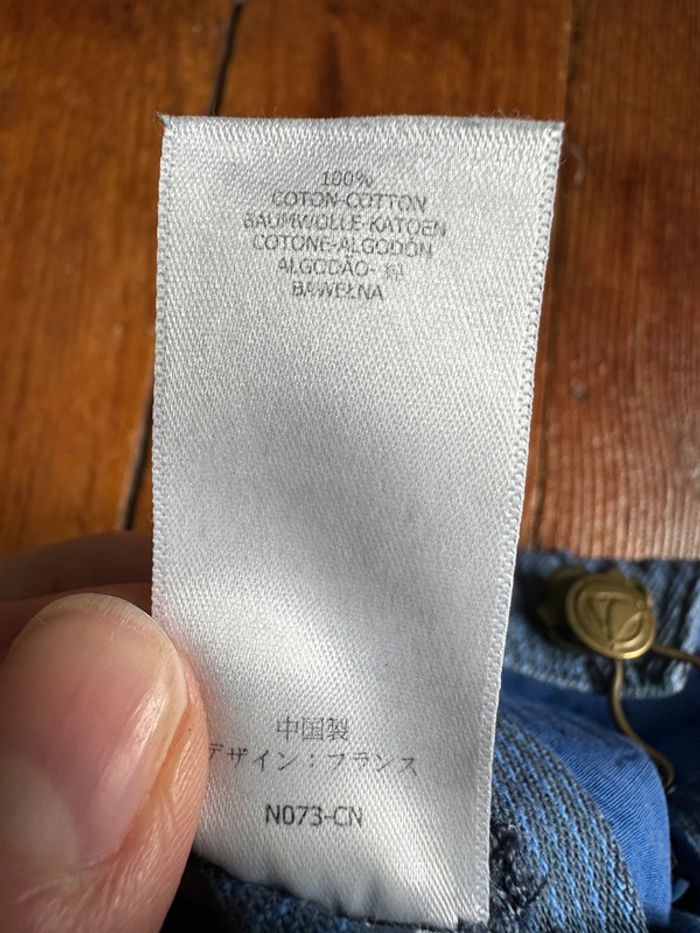 100%
COTON-COTTON
BAUMWOLLE-KATOEN
COTONE-ALGODÓN
ALGODÃO- 綿
BAWEŁNA
中国製
デザイン：フランス
N073-CN